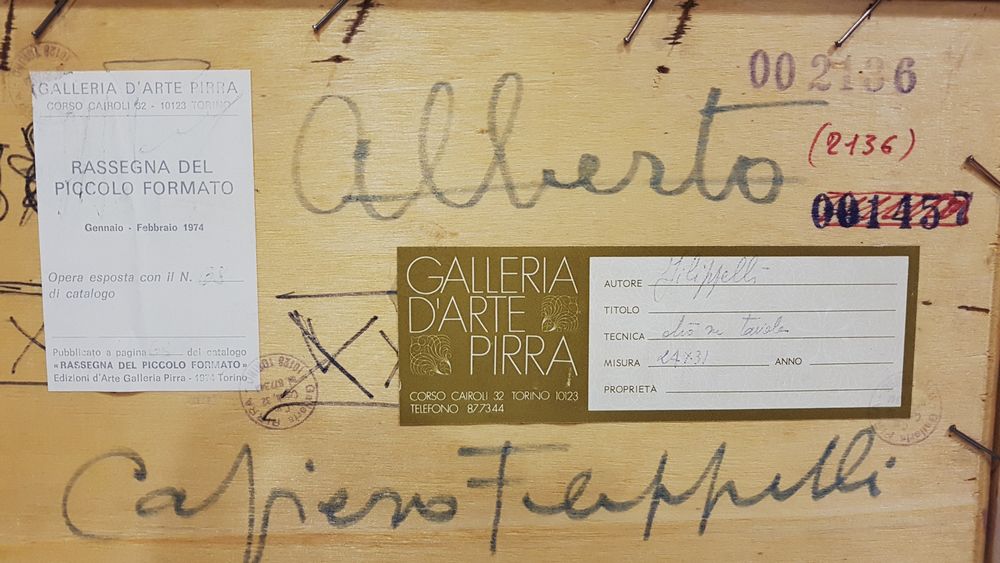 GALLERIA D'ARTE PIRRA
CORSO CAIROLI 32 - 10123 TORINO
RASSEGNA DEL
PICCOLO FORMATO
Gennaio - Febbraio 1974
Opera esposta con il N.
di catalogo
Pubblicato a pagina del catalogo
"RASSEGNA DEL PICCOLO FORMATO"
Edizioni d'Arte Galleria Pirra - 1974 Torino
Alberto
002136
(2136)
001457
GALLERIA
D'ARTE
PIRRA
CORSO CAIROLI 32 TORINO 10123
TELEFONO 877344
AUTORE Filippelli
TITOLO
TECNICA olio su tavola
MISURA 24x31 ANNO
PROPRIETÀ
Cafiero Filippelli